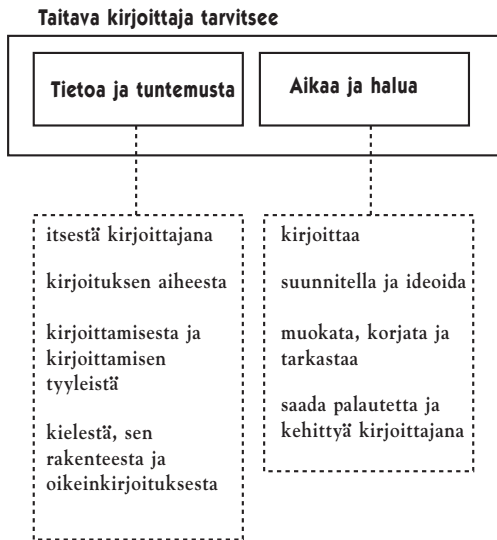 Taitava kirjoittaja tarvitsee
Tietoa ja tuntemusta
Aikaa ja halua
itsestä kirjoittajana
kirjoituksen aiheesta
kirjoittamisesta ja
kirjoittamisen
tyyleistä
kielestä, sen
rakenteesta ja
oikeinkirjoituksesta
kirjoittaa
suunnitella ja ideoida
muokata, korjata ja
tarkastaa
saada palautetta ja
kehittyä kirjoittajana